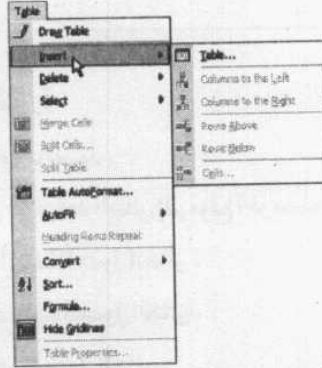 Table
Drag Table
Insert
Delete
Select
Merge Cells
Split Cells...
Split Table
Table AutoFormat...
AutoFit
Heading Rows Repeat
Convert
Sort...
Formula...
Hide Gridlines
Table Properties...
Table...
Columns to the Left
Columns to the Right
Rows Above
Rows Below
Cells...